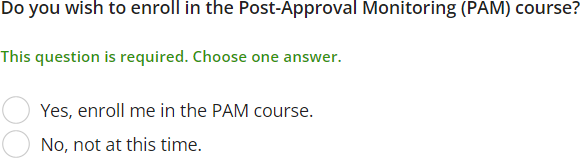 Do you wish to enroll in the Post-Approval Monitoring (PAM) course?
This question is required. Choose one answer.
Yes, enroll me in the PAM course.
No, not at this time.